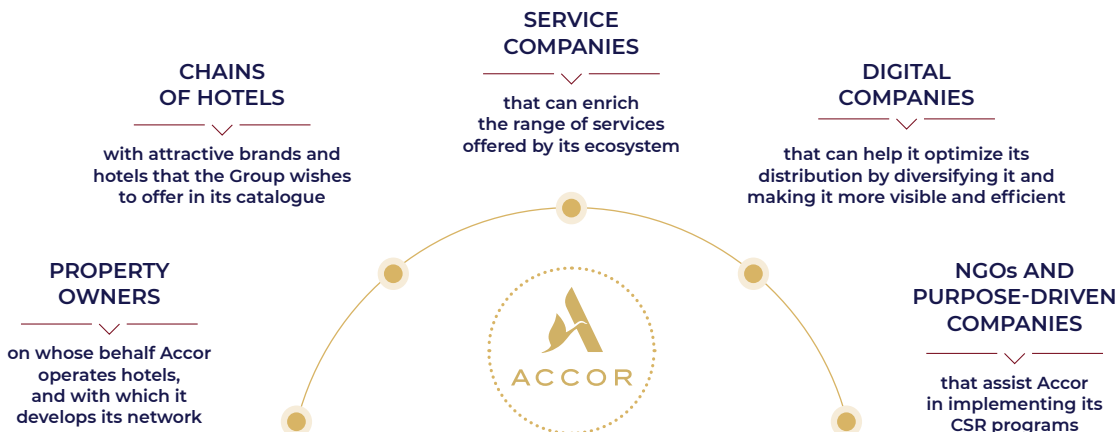 SERVICE
COMPANIES
that can enrich
the range of services
offered by its ecosystem
CHAINS
OF HOTELS
with attractive brands and
hotels that the Group wishes
to offer in its catalogue
DIGITAL
COMPANIES
that can help it optimize its
distribution by diversifying it and
making it more visible and efficient
PROPERTY
OWNERS
on whose behalf Accor
operates hotels,
and with which it
develops its network
ACCOR
NGOs AND
PURPOSE-DRIVEN
COMPANIES
that assist Accor
in implementing its
CSR programs